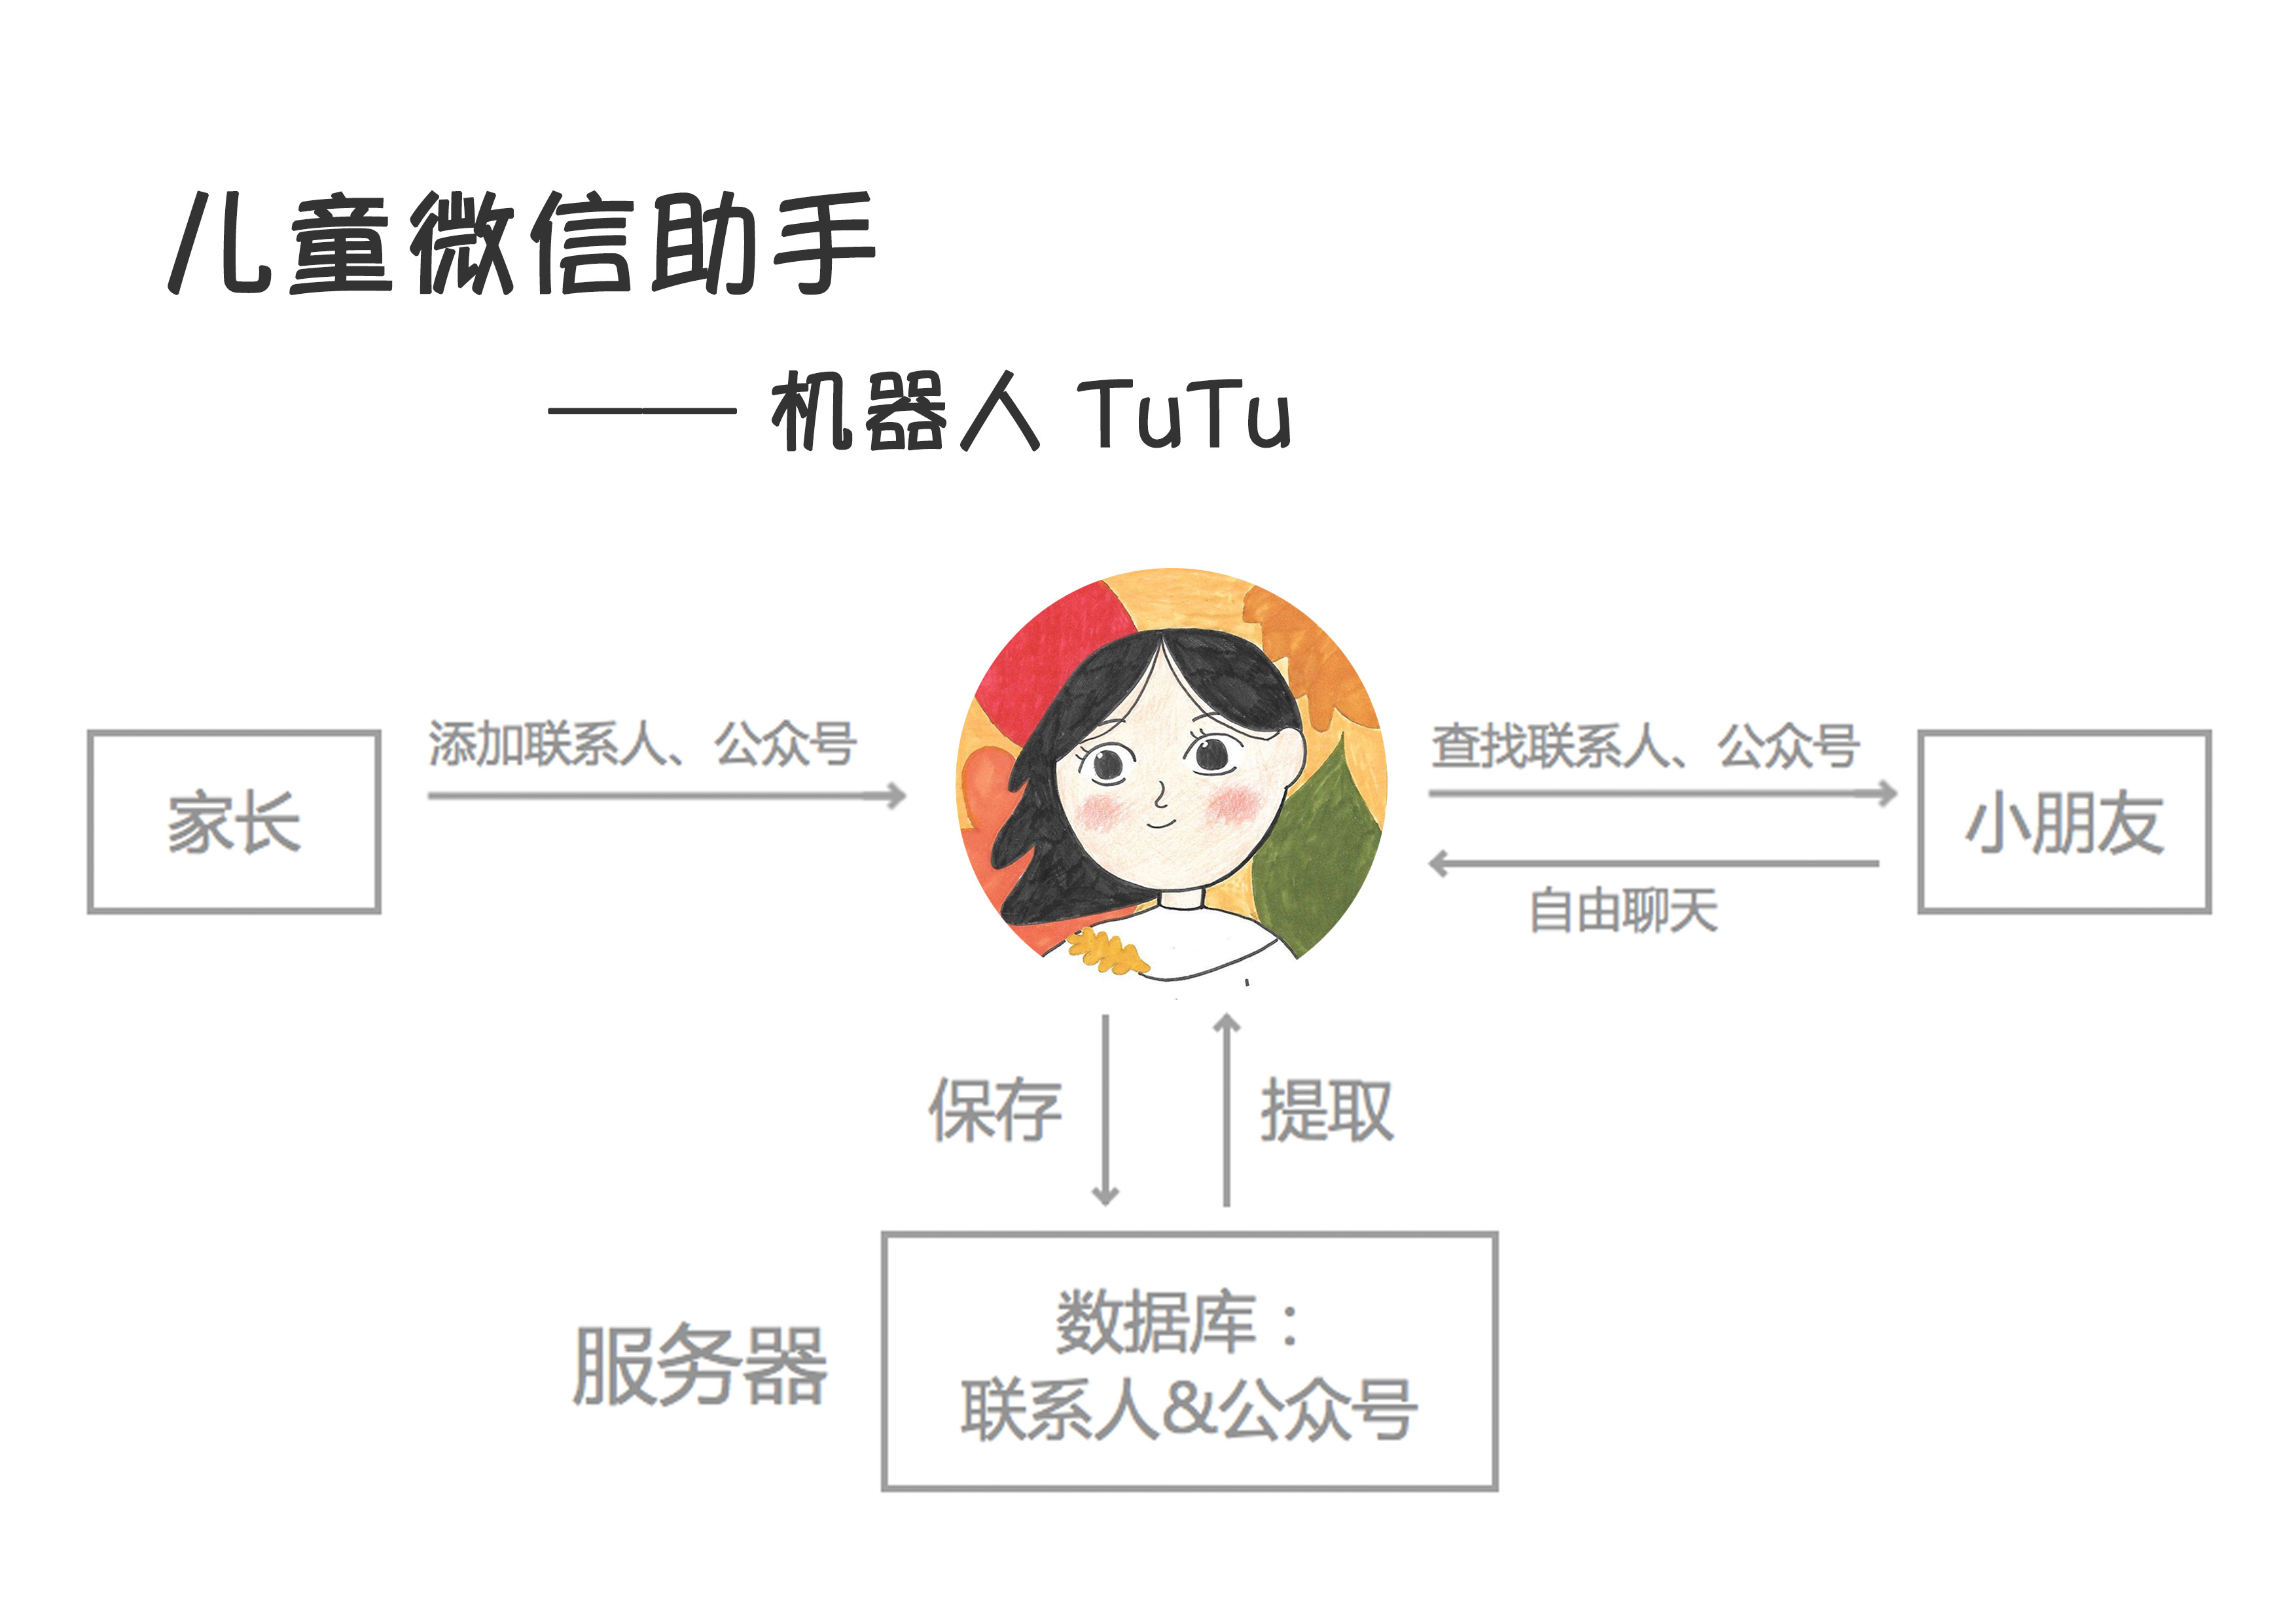 儿童微信助手
—— 机器人 TuTu
添加联系人、公众号
查找联系人、公众号
家长
小朋友
自由聊天
保存
提取
服务器
数据库：
联系人&公众号